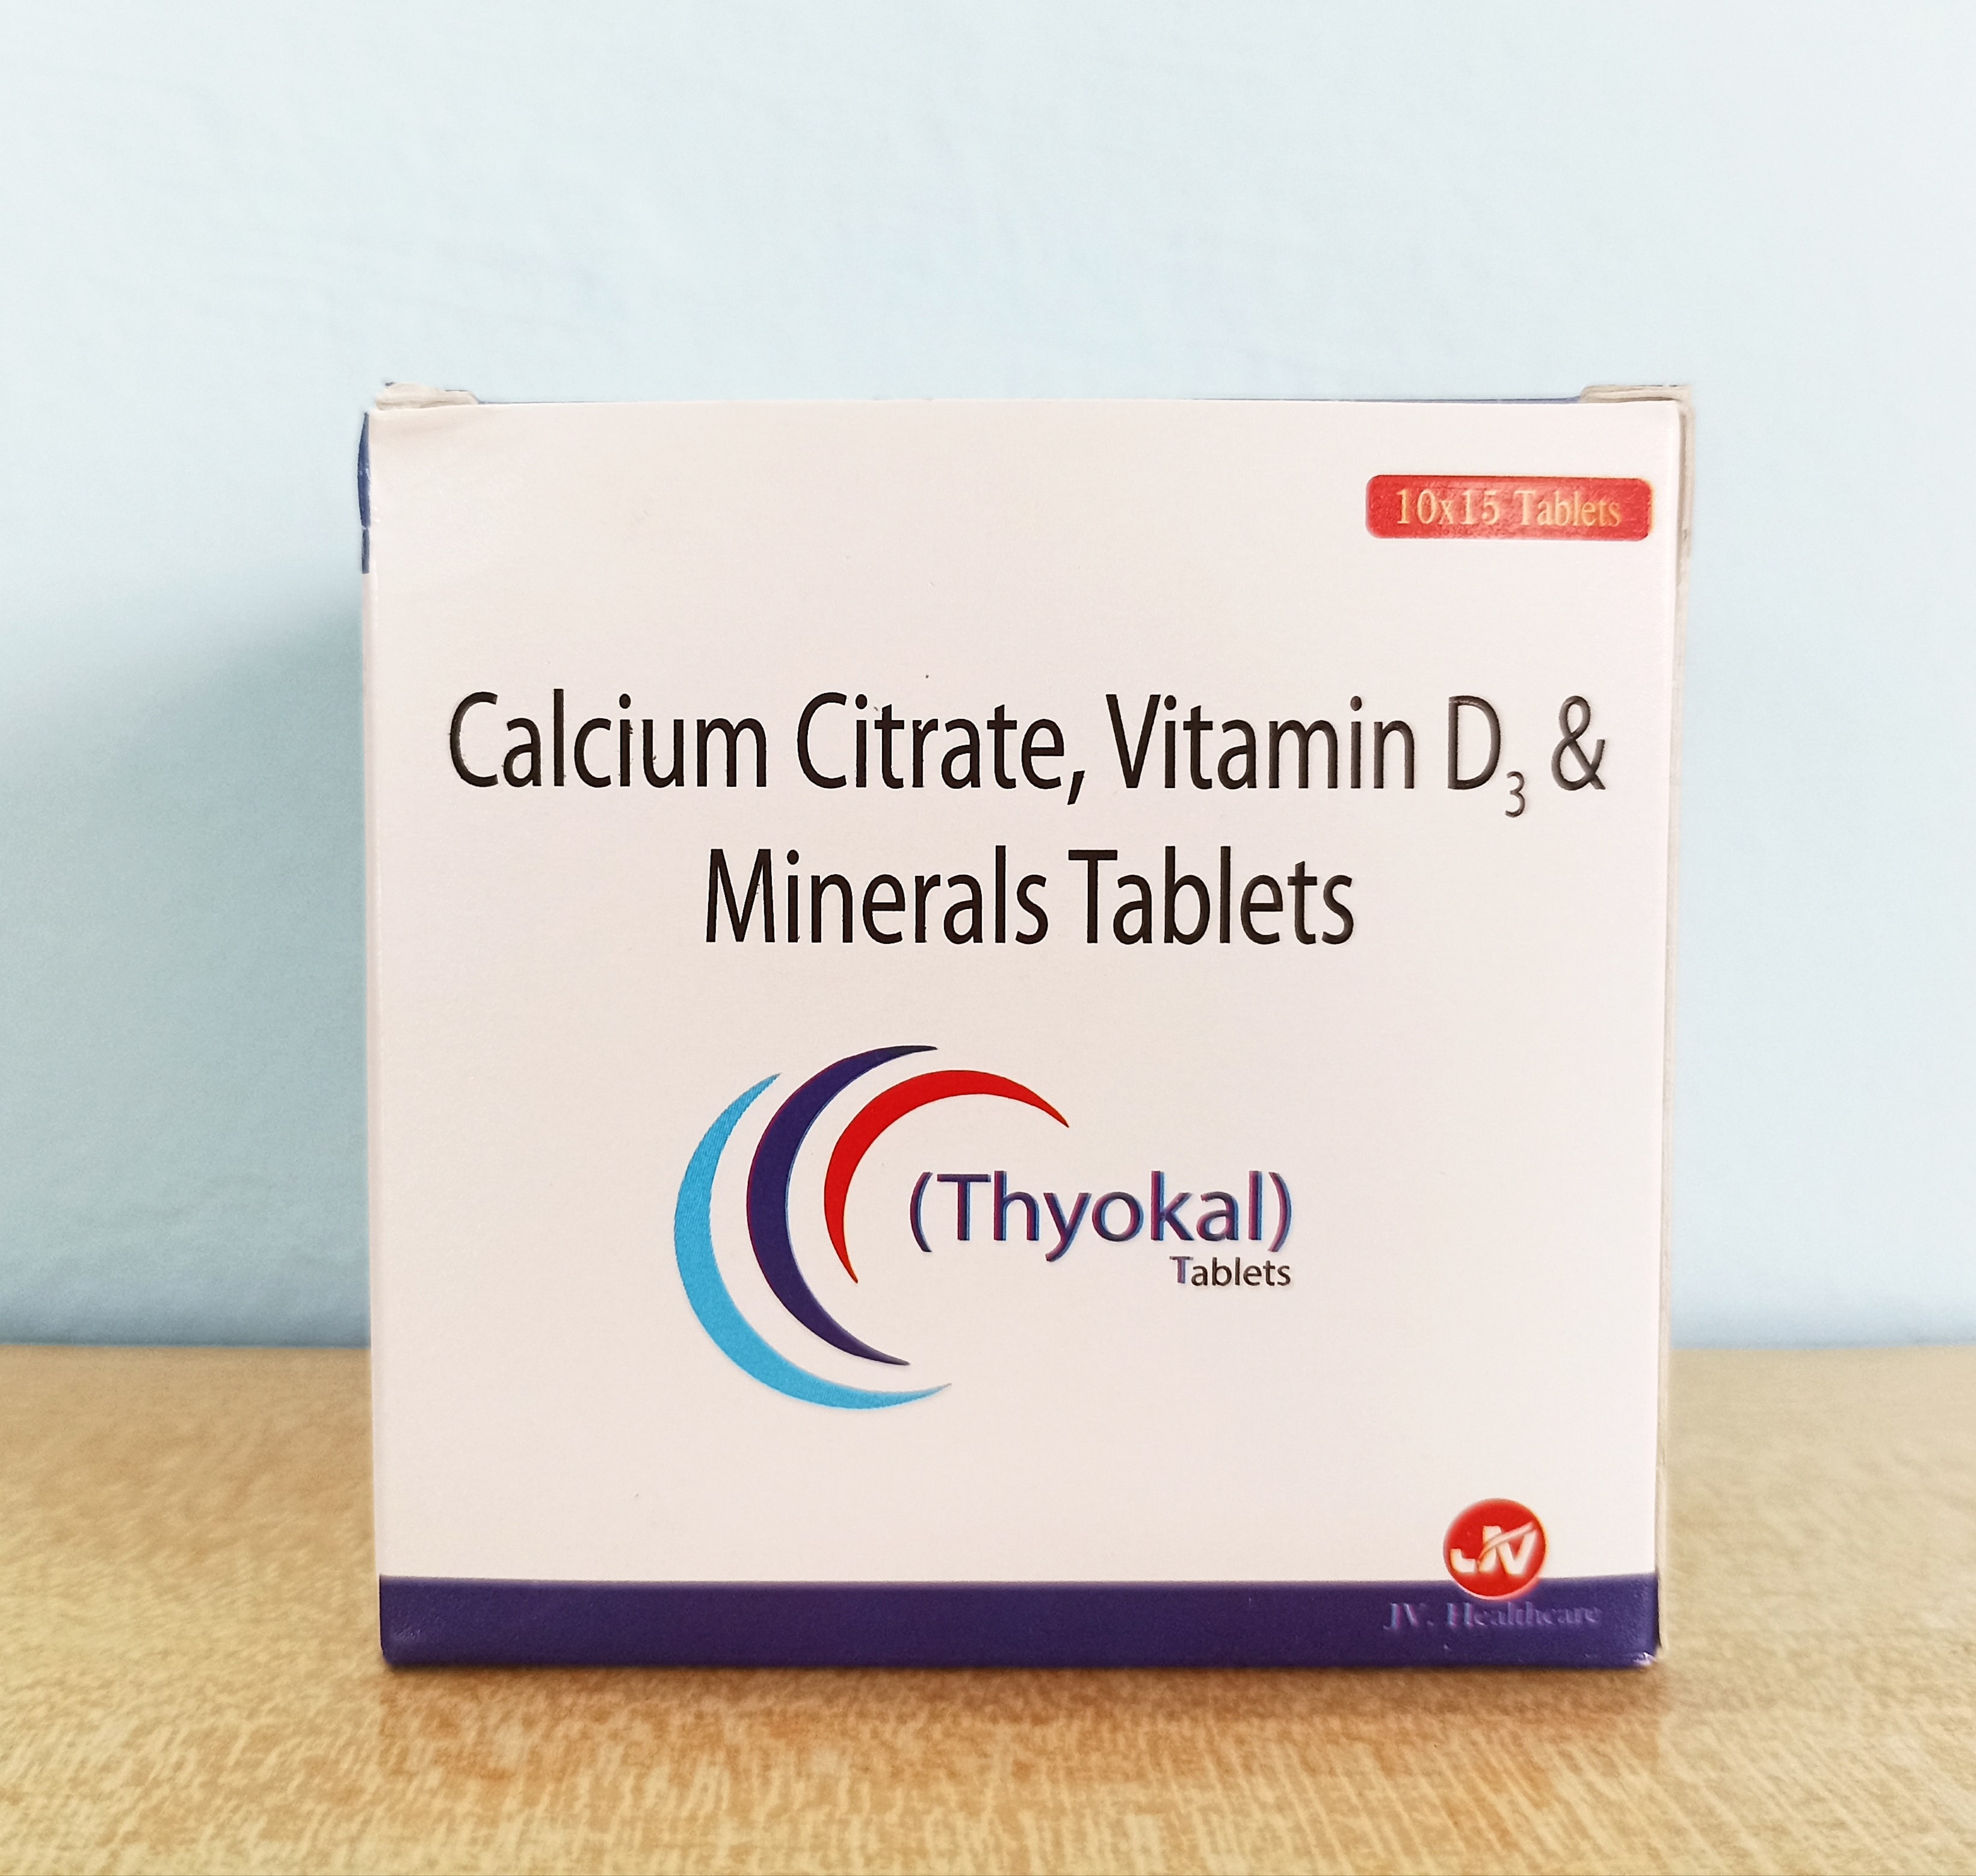 10x15 Tablets
Calcium Citrate, Vitamin D₃ &
Minerals Tablets
(Thyokal)
Tablets
JV
JV. Healthcare